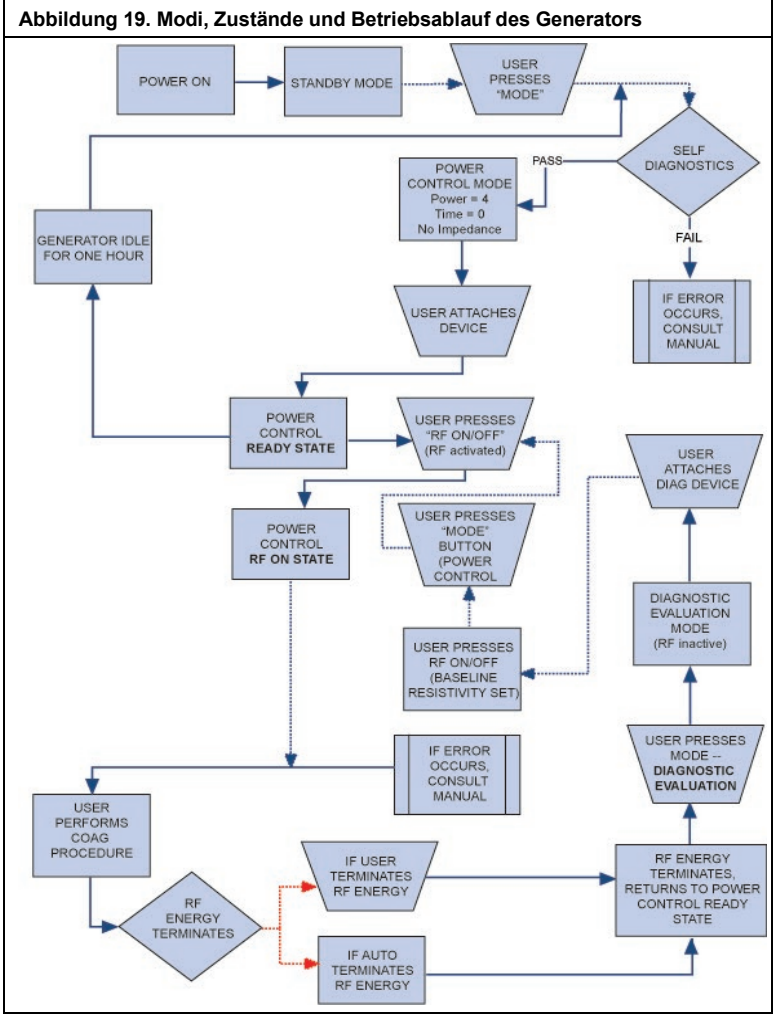 Abbildung 19. Modi, Zustände und Betriebsablauf des Generators
POWER ON
STANDBY MODE
USER
PRESSES
“MODE”
SELF
DIAGNOSTICS
PASS
FAIL
POWER
CONTROL MODE
Power = 4
Time = 0
No Impedance
GENERATOR IDLE
FOR ONE HOUR
IF ERROR
OCCURS,
CONSULT
MANUAL
USER ATTACHES
DEVICE
POWER
CONTROL
READY STATE
USER PRESSES
“RF ON/OFF”
(RF activated)
USER
ATTACHES
DIAG DEVICE
POWER
CONTROL
RF ON STATE
USER PRESSES
“MODE”
BUTTON
(POWER
CONTROL
DIAGNOSTIC
EVALUATION
MODE
(RF inactive)
USER PRESSES
RF ON/OFF
(BASELINE
RESISTIVITY SET)
USER PRESSES
MODE --
DIAGNOSTIC
EVALUATION
IF ERROR
OCCURS,
CONSULT
MANUAL
USER
PERFORMS
COAG
PROCEDURE
RF
ENERGY
TERMINATES
IF USER
TERMINATES
RF ENERGY
IF AUTO
TERMINATES
RF ENERGY
RF ENERGY
TERMINATES,
RETURNS TO POWER
CONTROL READY
STATE